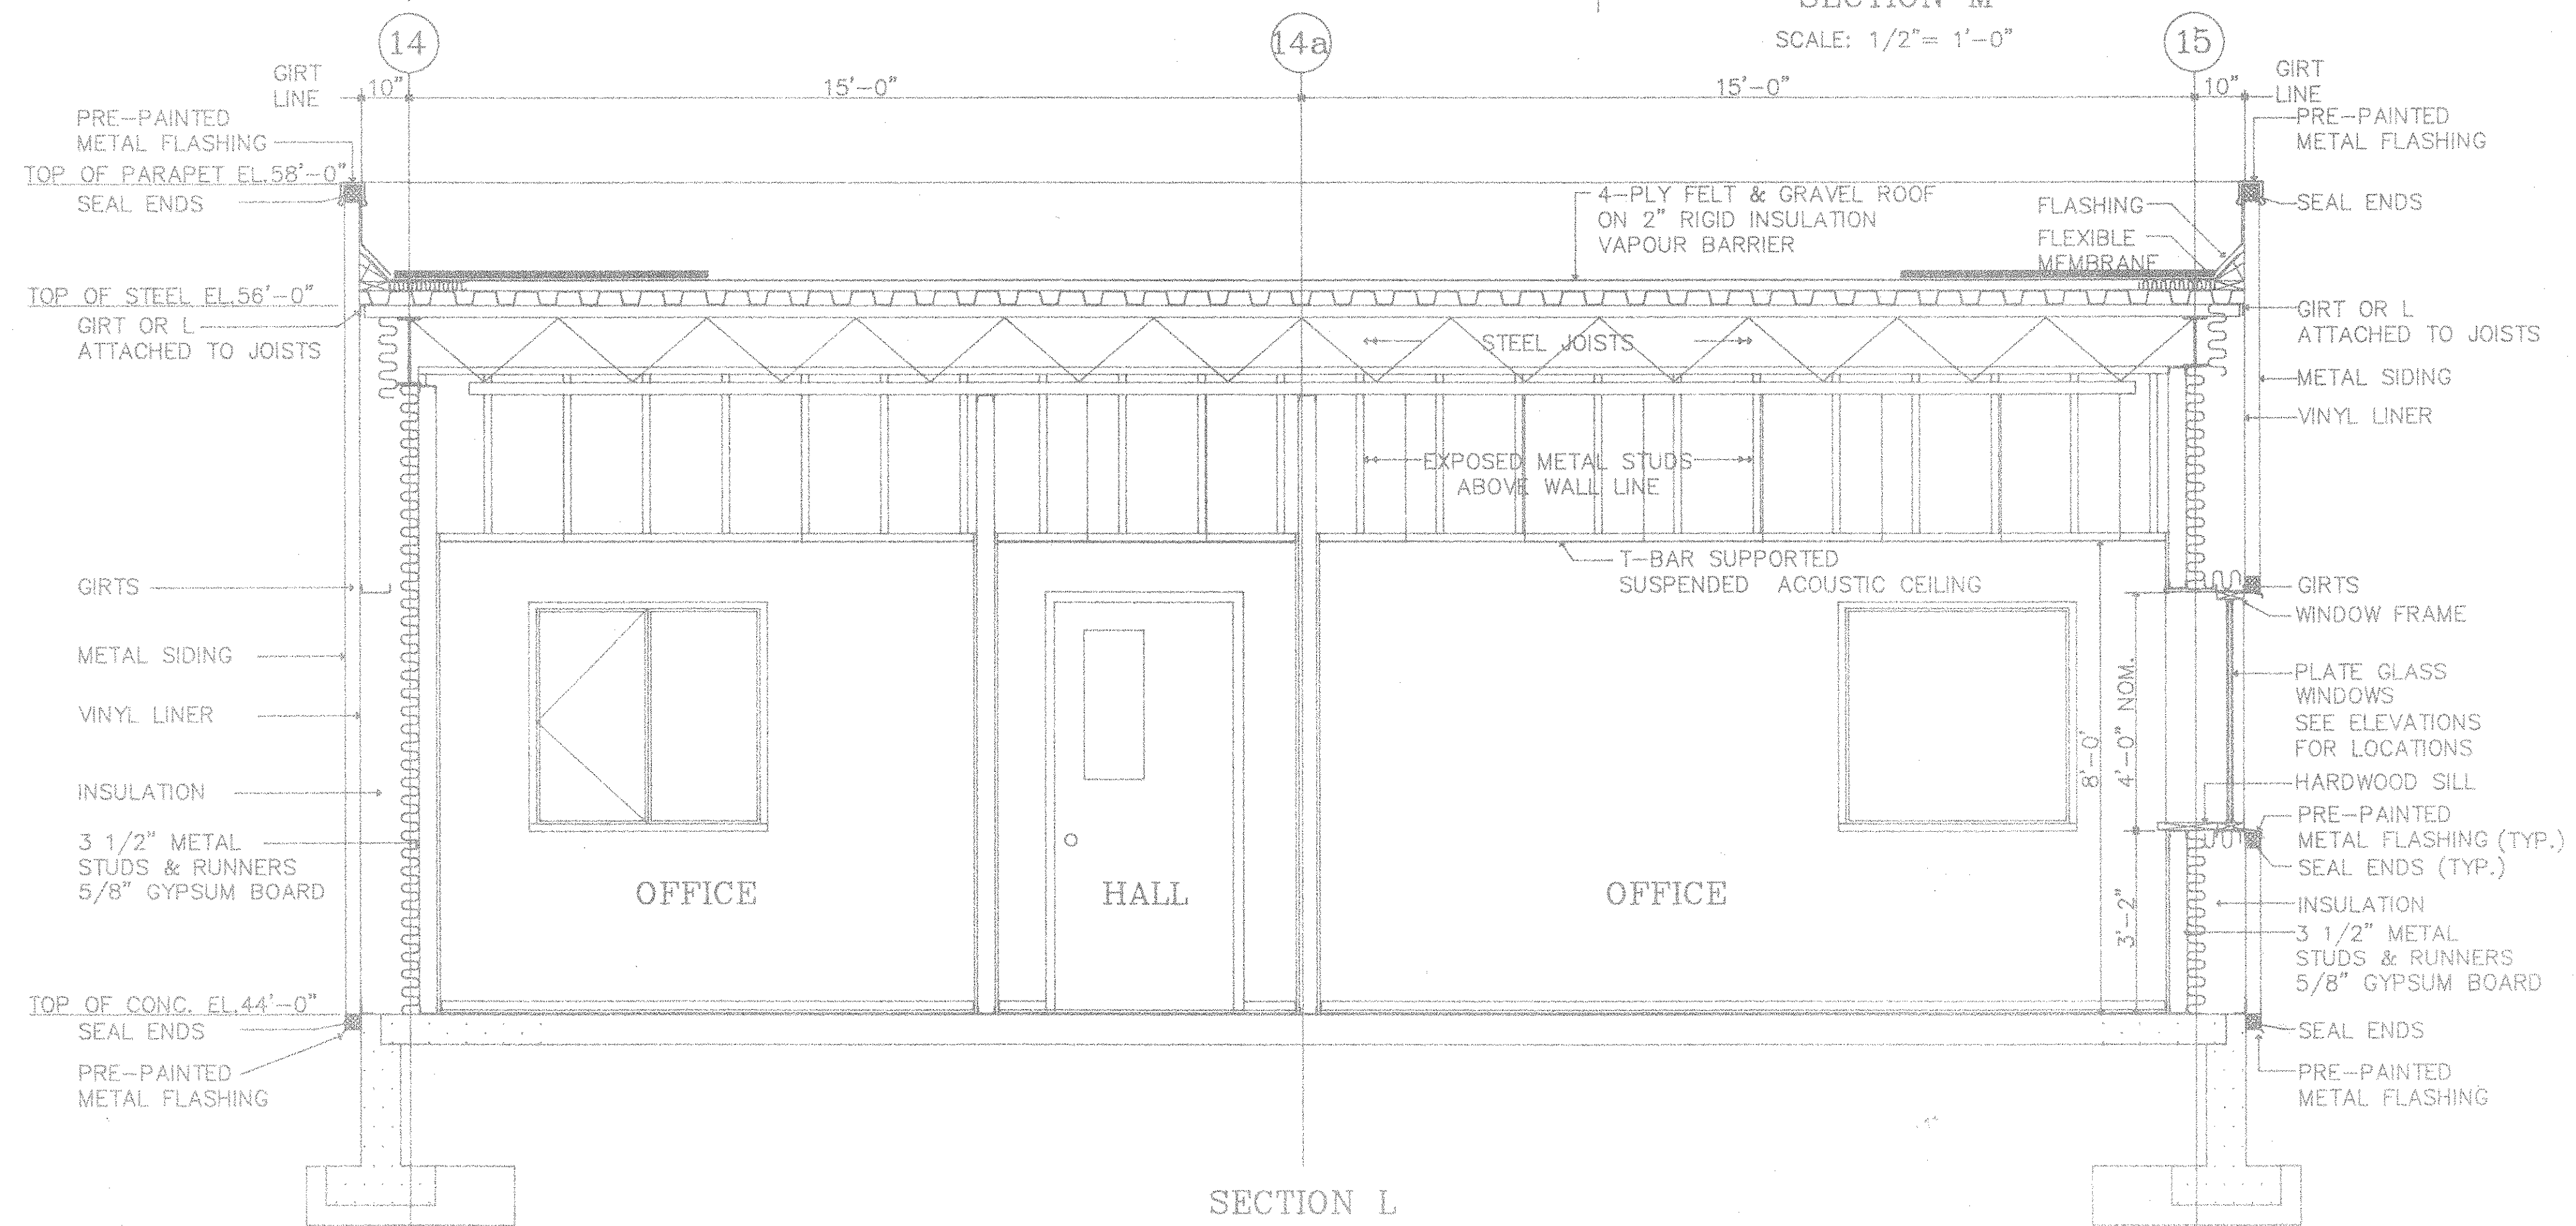 SECTION M
SCALE: 1/2"= 1'-0"
14
14a
15
GIRT
LINE
10"
15'-0"
15'-0"
10"
GIRT
LINE
PRE-PAINTED
METAL FLASHING
TOP OF PARAPET EL.58'-0"
SEAL ENDS
TOP OF STEEL EL.56'-0"
GIRT OR L
ATTACHED TO JOISTS
GIRTS
METAL SIDING
VINYL LINER
INSULATION
3 1/2" METAL
STUDS & RUNNERS
5/8" GYPSUM BOARD
TOP OF CONC. EL.44'-0"
SEAL ENDS
PRE-PAINTED
METAL FLASHING
4-PLY FELT & GRAVEL ROOF
ON 2" RIGID INSULATION
VAPOUR BARRIER
FLASHING
FLEXIBLE
MEMBRANE
STEEL JOISTS
EXPOSED METAL STUDS
ABOVE WALL LINE
T-BAR SUPPORTED
SUSPENDED ACOUSTIC CEILING
OFFICE
HALL
OFFICE
8'-0'
4'-0" NOM.
3'-2"
PRE-PAINTED
METAL FLASHING
SEAL ENDS
GIRT OR L
ATTACHED TO JOISTS
METAL SIDING
VINYL LINER
GIRTS
WINDOW FRAME
PLATE GLASS
WINDOWS
SEE ELEVATIONS
FOR LOCATIONS
HARDWOOD SILL
PRE-PAINTED
METAL FLASHING (TYP.)
SEAL ENDS (TYP.)
INSULATION
3 1/2" METAL
STUDS & RUNNERS
5/8" GYPSUM BOARD
SEAL ENDS
PRE-PAINTED
METAL FLASHING
SECTION L